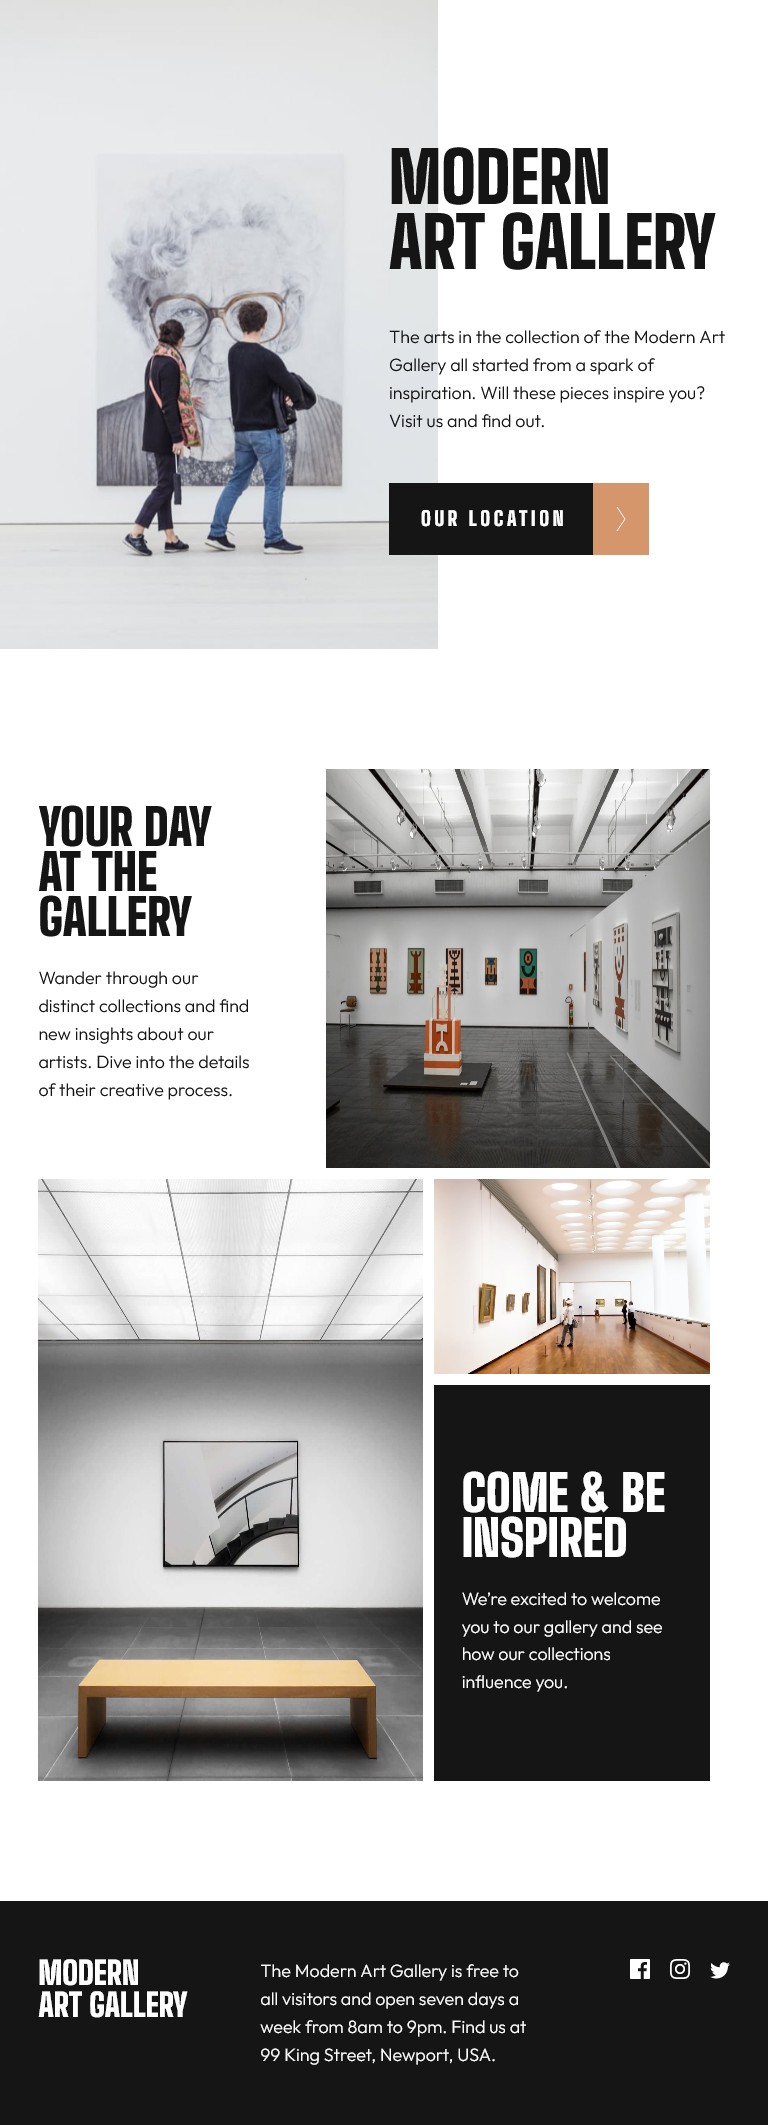 MODERN
ART GALLERY
The arts in the collection of the Modern Art
Gallery all started from a spark of
inspiration. Will these pieces inspire you?
Visit us and find out.
OUR LOCATION
YOUR DAY
AT THE
GALLERY
Wander through our
distinct collections and find
new insights about our
artists. Dive into the details
of their creative process.
COME & BE
INSPIRED
We’re excited to welcome
you to our gallery and see
how our collections
influence you.
MODERN
ART GALLERY
The Modern Art Gallery is free to
all visitors and open seven days a
week from 8am to 9pm. Find us at
99 King Street, Newport, USA.